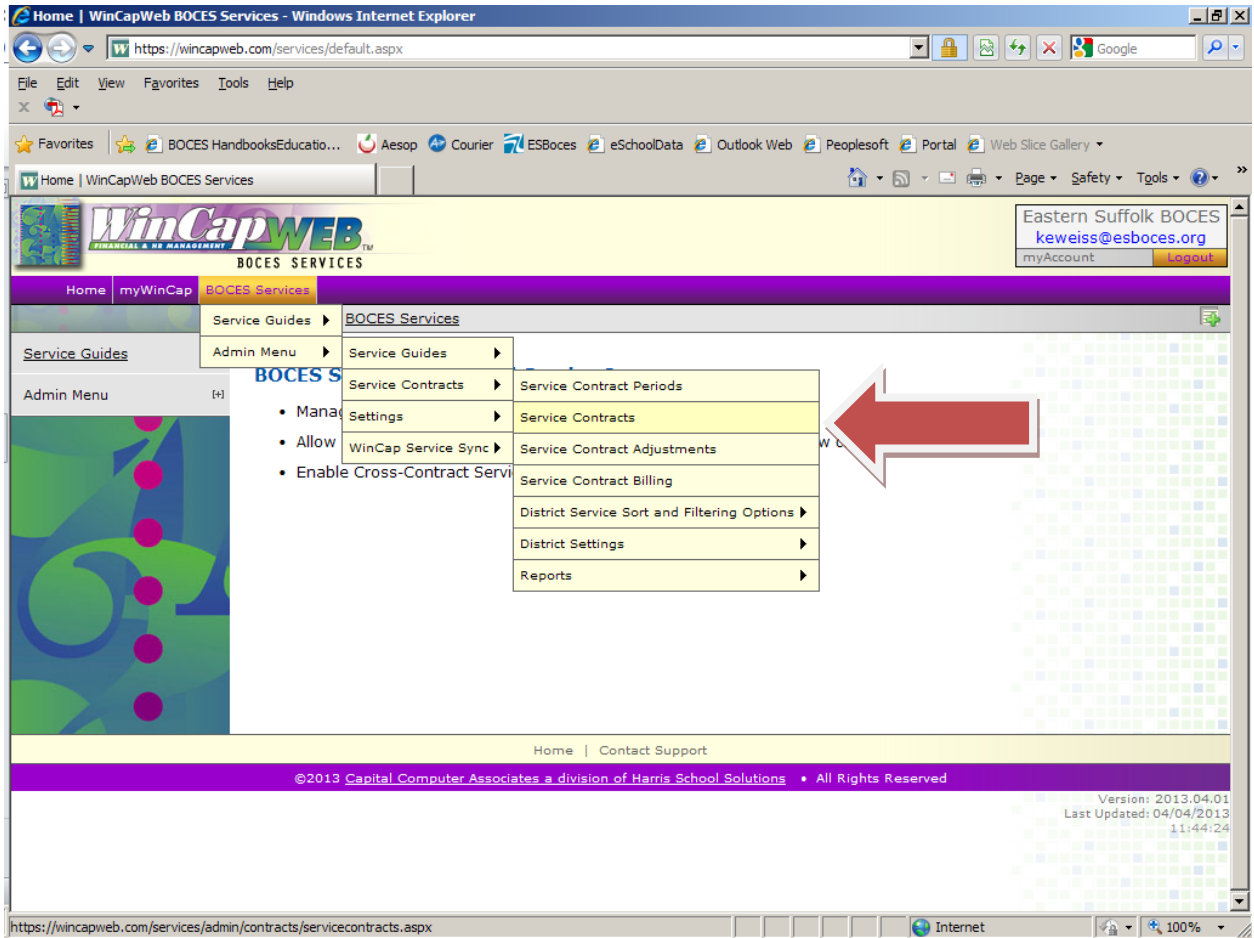 Home | WinCapWeb BOCES Services - Windows Internet Explorer
https://wincapweb.com/services/default.aspx
Google
File Edit View Favorites Tools Help
x
Favorites BOCES HandbooksEducatio... Aesop Courier ESBoces eSchoolData Outlook Web Peoplesoft Portal Web Slice Gallery
Home | WinCapWeb BOCES Services
Page Safety Tools »
WinCapWEB TM
FINANCIAL & HR MANAGEMENT
BOCES SERVICES
Eastern Suffolk BOCES
keweiss@esboces.org
myAccount Logout
Home myWinCap BOCES Services
Service Guides BOCES Services
Service Guides Admin Menu Service Guides
Admin Menu [+]
BOCES S
Service Contracts Service Contract Periods
• Manag
Settings Service Contracts
• Allow
WinCap Service Sync Service Contract Adjustments
• Enable Cross-Contract Servi
Service Contract Billing
District Service Sort and Filtering Options
District Settings
Reports
Home | Contact Support
©2013 Capital Computer Associates a division of Harris School Solutions • All Rights Reserved
Version: 2013.04.01
Last Updated: 04/04/2013
11:44:24
https://wincapweb.com/services/admin/contracts/servicecontracts.aspx Internet 100%